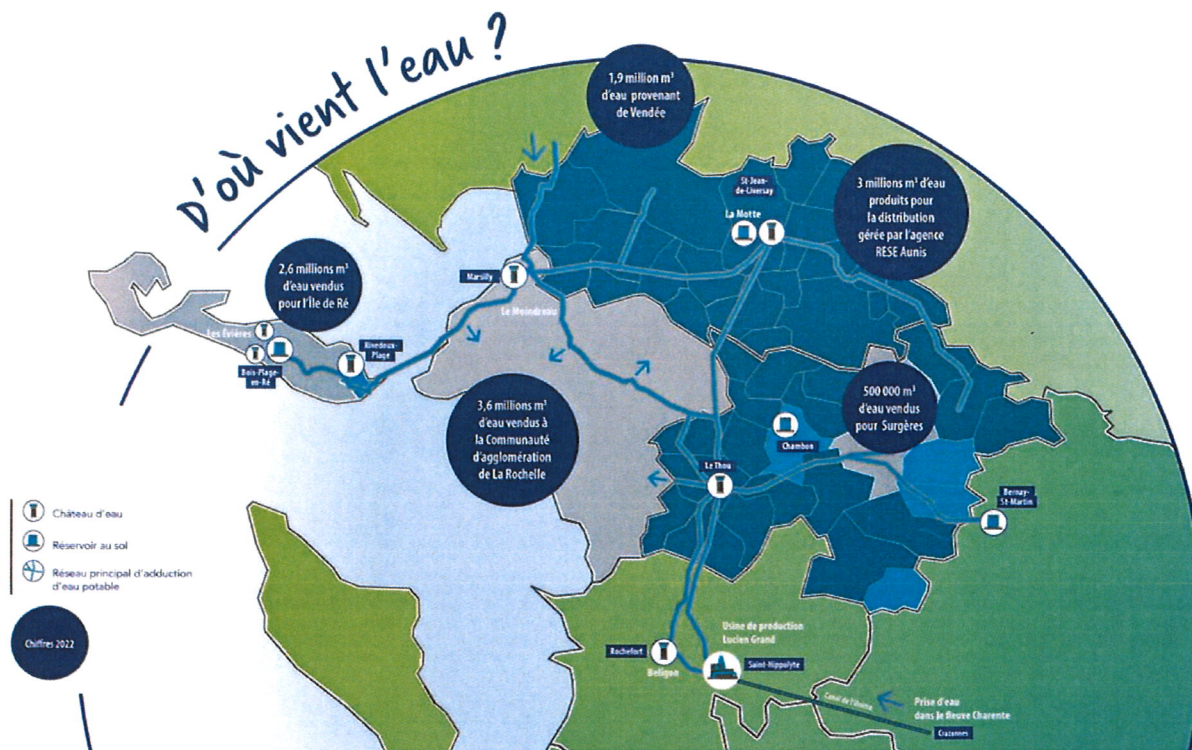 D'où vient l'eau ?
1,9 million m³
d'eau provenant
de Vendée
St-Jean-
de-Liversay
La Motte
3 millions m³ d'eau
produits pour
la distribution
gérée par l'agence
RESE Aunis
2,6 millions m³
d'eau vendus
pour l'Île de Ré
Marsilly
Le Moindreau
Les Évières
Rivedoux-
Plage
Bois-Plage-
en-Ré
3,6 millions m³
d'eau vendus à
la Communauté
d'agglomération
de La Rochelle
500 000 m³
d'eau vendus
pour Surgères
Chambon
Le Thou
Bernay-
St-Martin
Château d'eau
Réservoir au sol
Réseau principal d'adduction
d'eau potable
Chiffres 2022
Usine de production
Lucien Grand
Rochefort
Beligon
Saint-Hippolyte
Canal de l'Unima
Prise d'eau
dans le fleuve Charente
Crazannes